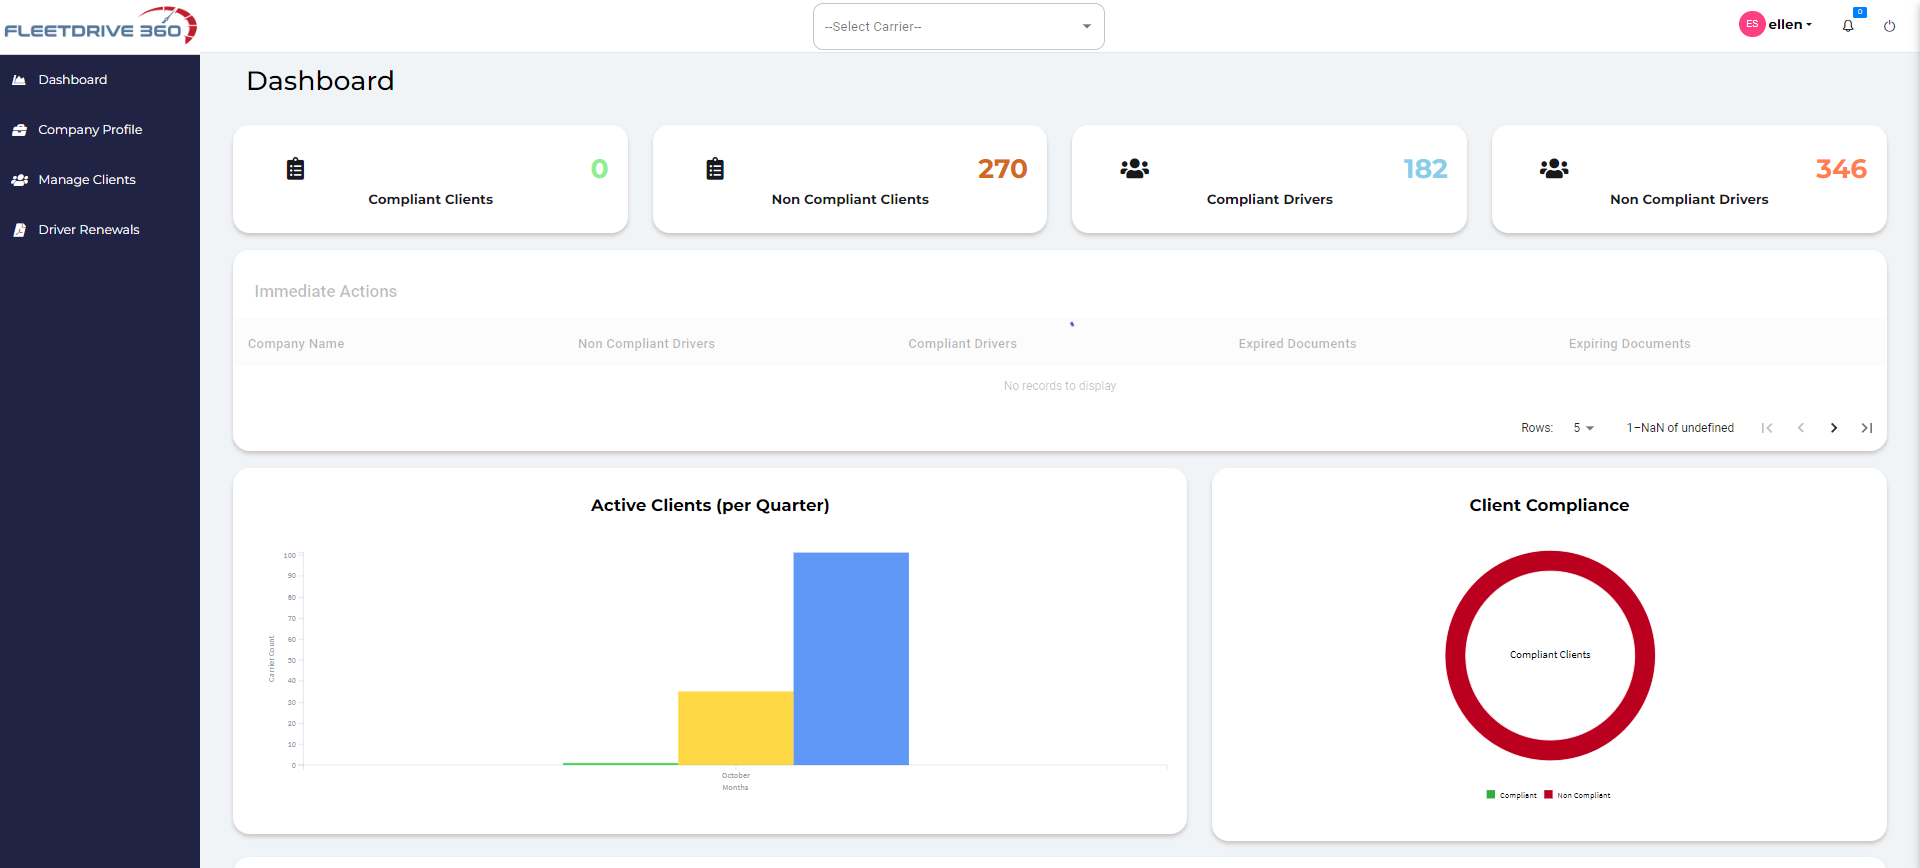 FLEETDRIVE 360
--Select Carrier--
ES ellen
0
Dashboard
Company Profile
Manage Clients
Driver Renewals
Dashboard
0
Compliant Clients
270
Non Compliant Clients
182
Compliant Drivers
346
Non Compliant Drivers
Immediate Actions
Company Name Non Compliant Drivers Compliant Drivers Expired Documents Expiring Documents
No records to display
Rows: 5 1-NaN of undefined
Active Clients (per Quarter)
100
90
80
70
60
50
40
30
20
10
0
Carrier Count
October
Months
Client Compliance
Compliant Clients
Compliant Non Compliant